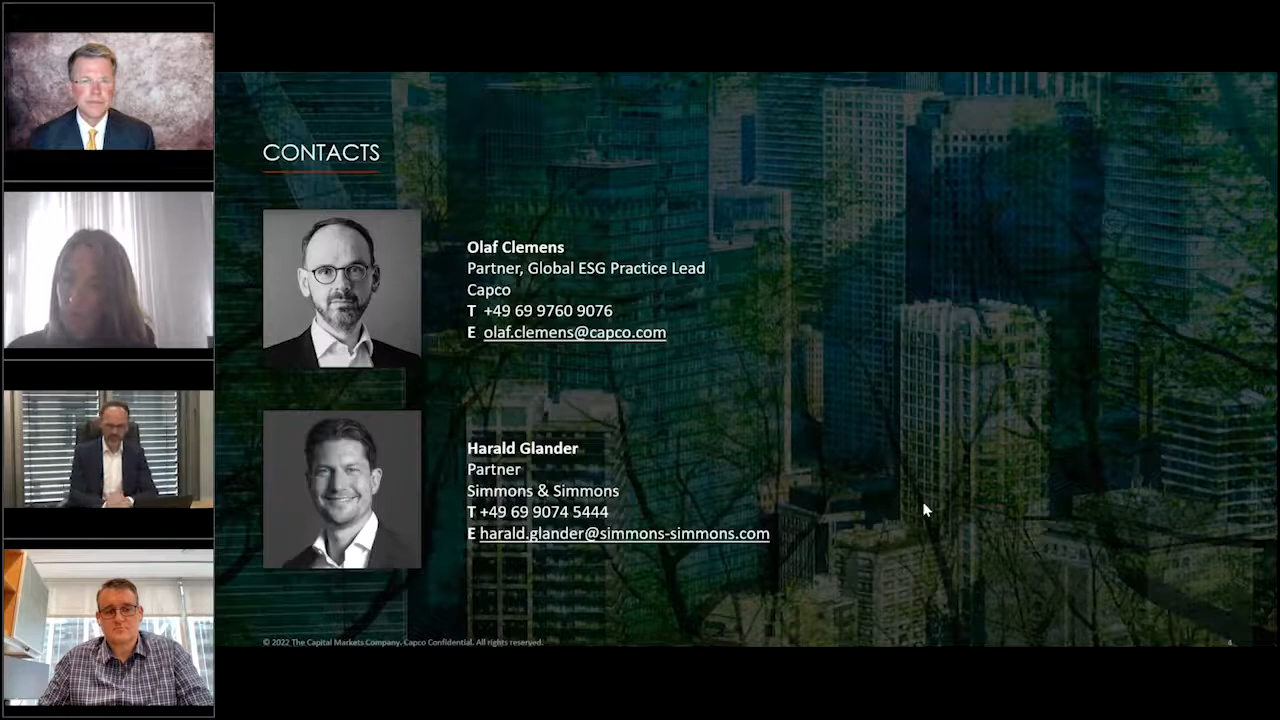 CONTACTS
Olaf Clemens
Partner, Global ESG Practice Lead
Capco
T +49 69 9760 9076
E olaf.clemens@capco.com
Harald Glander
Partner
Simmons & Simmons
T +49 69 9074 5444
E harald.glander@simmons-simmons.com
© 2022 The Capital Markets Company. Capco Confidential. All rights reserved.
4